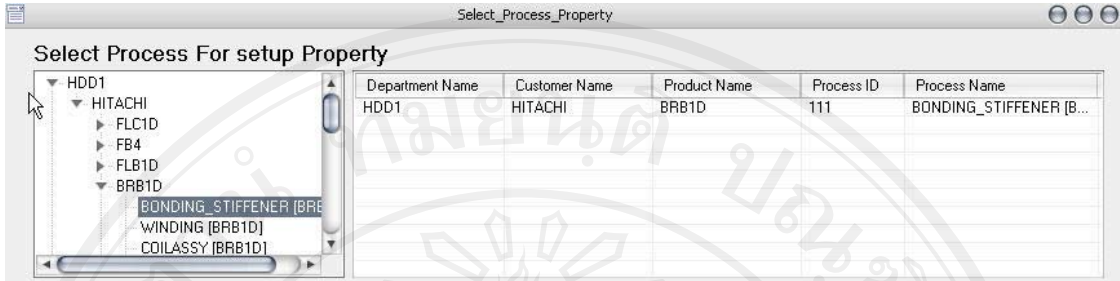 Select_Process_Property
Select Process For setup Property
HDD1
HITACHI
FLC1D
FB4
FLB1D
BRB1D
BONDING_STIFFENER [BRE
WINDING [BRB1D]
COILASSY [BRB1D]
Department Name Customer Name Product Name Process ID Process Name
HDD1 HITACHI BRB1D 111 BONDING_STIFFENER [B...